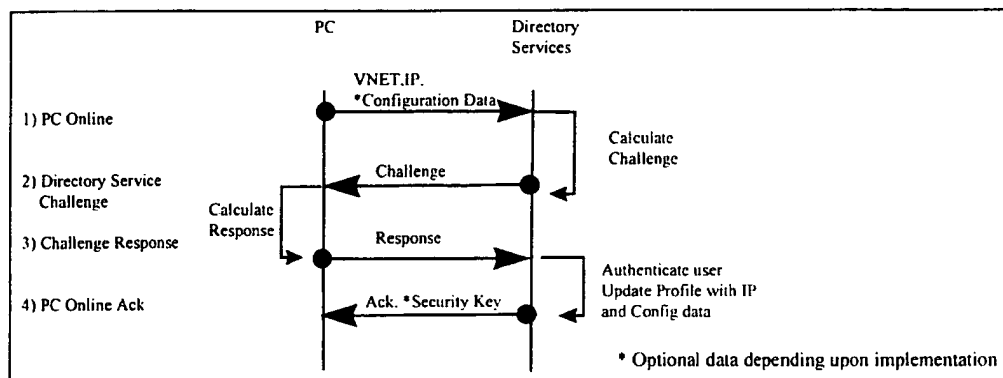 PC
Directory
Services
VNET,IP.
*Configuration Data
1) PC Online
Calculate
Challenge
Challenge
2) Directory Service
Challenge
Calculate
Response
3) Challenge Response
Response
Authenticate user
Update Profile with IP
and Config data
4) PC Online Ack
Ack. *Security Key
* Optional data depending upon implementation